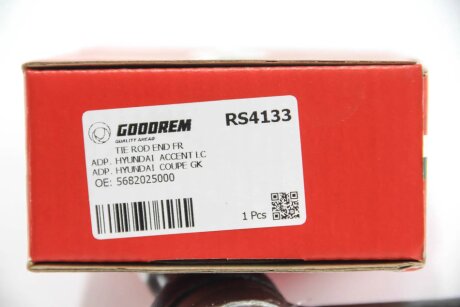 GOODREM
QUALITY AHEAD
RS4133
TIE ROD END FR
ADP. HYUNDAI ACCENT LC
ADP. HYUNDAI COUPE GK
OE: 5682025000
1 Pcs